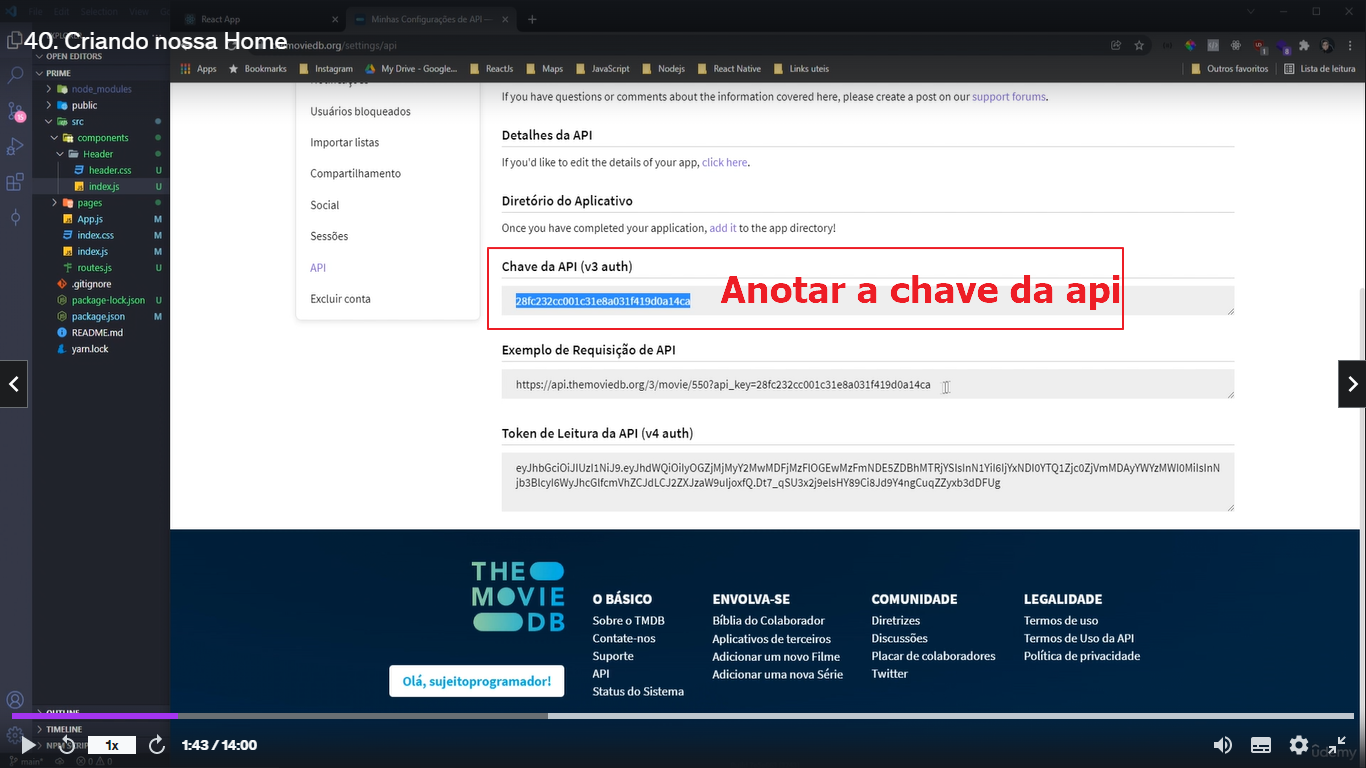 File Edit Selection View Go
React App
Minhas Configurações de API —
40. Criando nossa Home
moviedb.org/settings/api
OPEN EDITORS
Apps
Bookmarks
Instagram
My Drive - Google...
ReactJs
Maps
JavaScript
Nodejs
React Native
Links uteis
Outros favoritos
Lista de leitura
PRIME
node_modules
public
src
components
Header
header.css U
index.js U
pages
App.js M
index.css M
index.js M
routes.js U
.gitignore
package-lock.json U
package.json M
README.md
yarn.lock
Usuários bloqueados
Importar listas
Compartilhamento
Social
Sessões
API
Excluir conta
If you have questions or comments about the information covered here, please create a post on our support forums.
Detalhes da API
If you'd like to edit the details of your app, click here.
Diretório do Aplicativo
Once you have completed your application, add it to the app directory!
Chave da API (v3 auth)
28fc232cc001c31e8a031f419d0a14ca
Anotar a chave da api
Exemplo de Requisição de API
https://api.themoviedb.org/3/movie/550?api_key=28fc232cc001c31e8a031f419d0a14ca
Token de Leitura da API (v4 auth)
THE
MOVIE
DB
Olá, sujeitoprogramador!
O BÁSICO
Sobre o TMDB
Contate-nos
Suporte
API
Status do Sistema
ENVOLVA-SE
Bíblia do Colaborador
Aplicativos de terceiros
Adicionar um novo Filme
Adicionar uma nova Série
COMUNIDADE
Diretrizes
Discussões
Placar de colaboradores
Twitter
LEGALIDADE
Termos de uso
Termos de Uso da API
Política de privacidade
OUTLINE
TIMELINE
1x
1:43 / 14:00
main*
0 0
udemy